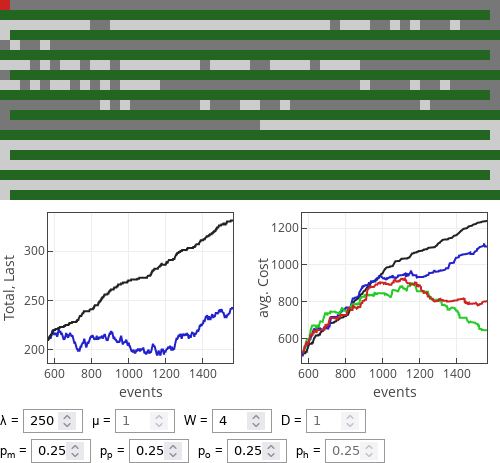 Total, Last
300
250
200
600 800 1000 1200 1400
events
avg. Cost
1200
1000
800
600
600 800 1000 1200 1400
events
λ = 250 μ = 1 W = 4 D = 1
pm = 0.25 pp = 0.25 po = 0.25 ph = 0.25